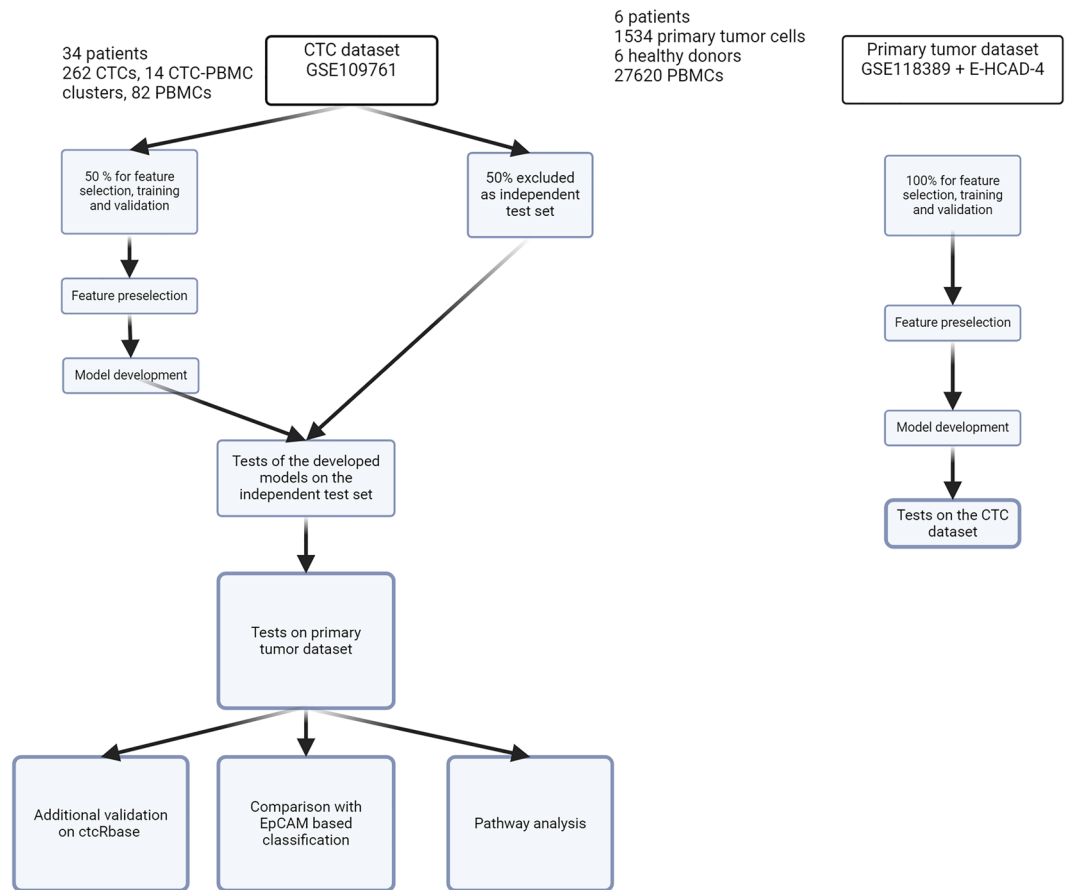 34 patients
262 CTCs, 14 CTC-PBMC
clusters, 82 PBMCs
CTC dataset
GSE109761
6 patients
1534 primary tumor cells
6 healthy donors
27620 PBMCs
Primary tumor dataset
GSE118389 + E-HCAD-4
50 % for feature
selection, training
and validation
50% excluded
as independent
test set
100% for feature
selection, training
and validation
Feature preselection
Feature preselection
Model development
Model development
Tests of the developed
models on the
independent test set
Tests on the CTC
dataset
Tests on primary
tumor dataset
Additional validation
on ctcRbase
Comparison with
EpCAM based
classification
Pathway analysis